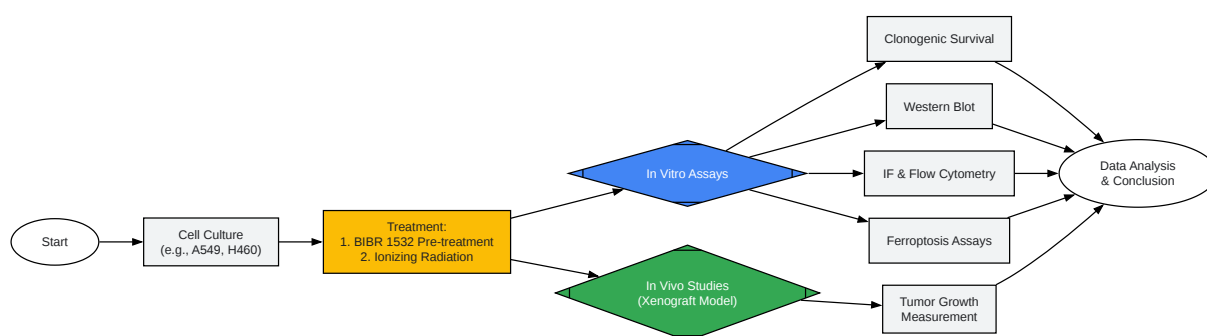 Start
Cell Culture
(e.g., A549, H460)
Treatment:
1. BIBR 1532 Pre-treatment
2. Ionizing Radiation
In Vitro Assays
In Vivo Studies
(Xenograft Model)
Clonogenic Survival
Western Blot
IF & Flow Cytometry
Ferroptosis Assays
Tumor Growth
Measurement
Data Analysis
& Conclusion